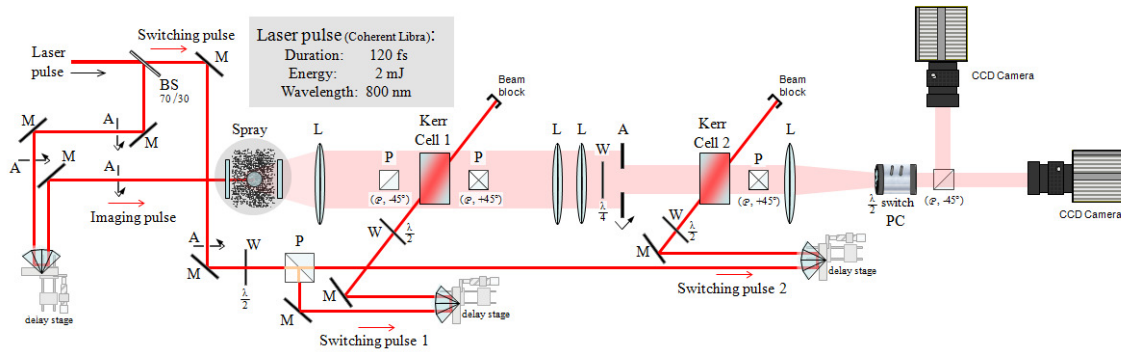 Laser pulse
Switching pulse
M
BS
70/30
Laser pulse (Coherent Libra):
Duration: 120 fs
Energy: 2 mJ
Wavelength: 800 nm
M
A
M
A
M
A
Imaging pulse
delay stage
Spray
L
P
(℘, -45°)
Kerr Cell 1
Beam block
P
(℘, +45°)
L
L
W
λ/4
A
Kerr Cell 2
Beam block
P
(℘, +45°)
L
λ/2 switch
PC
(℘, -45°)
CCD Camera
CCD Camera
A
M
W
λ/2
P
M
W
λ/2
M
delay stage
Switching pulse 1
W
λ/2
M
delay stage
Switching pulse 2